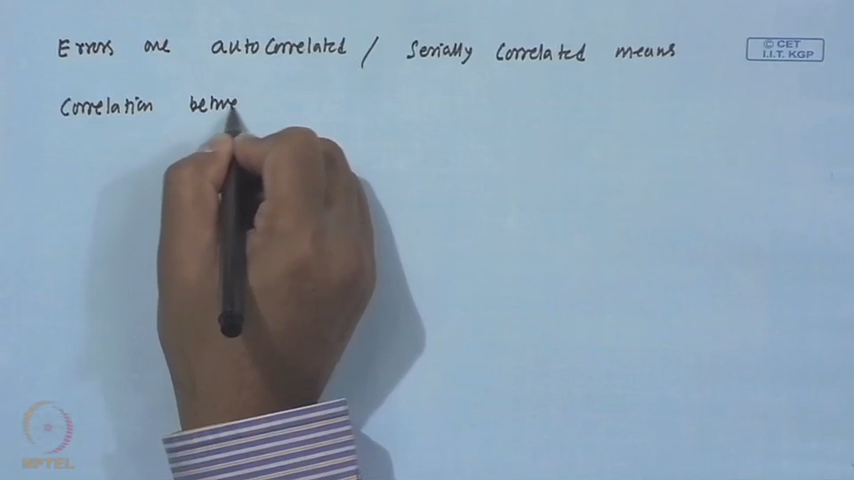 Errors are autoCorrelated / Serially Correlated means
© CET
I.I.T. KGP
Correlation betwe
NPTEL